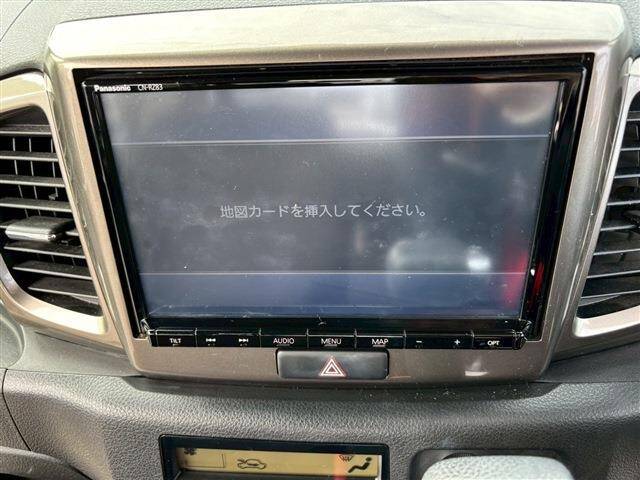 Panasonic CN-RZ83
地図カードを挿入してください。
TILT AUDIO MENU MAP − + OPT